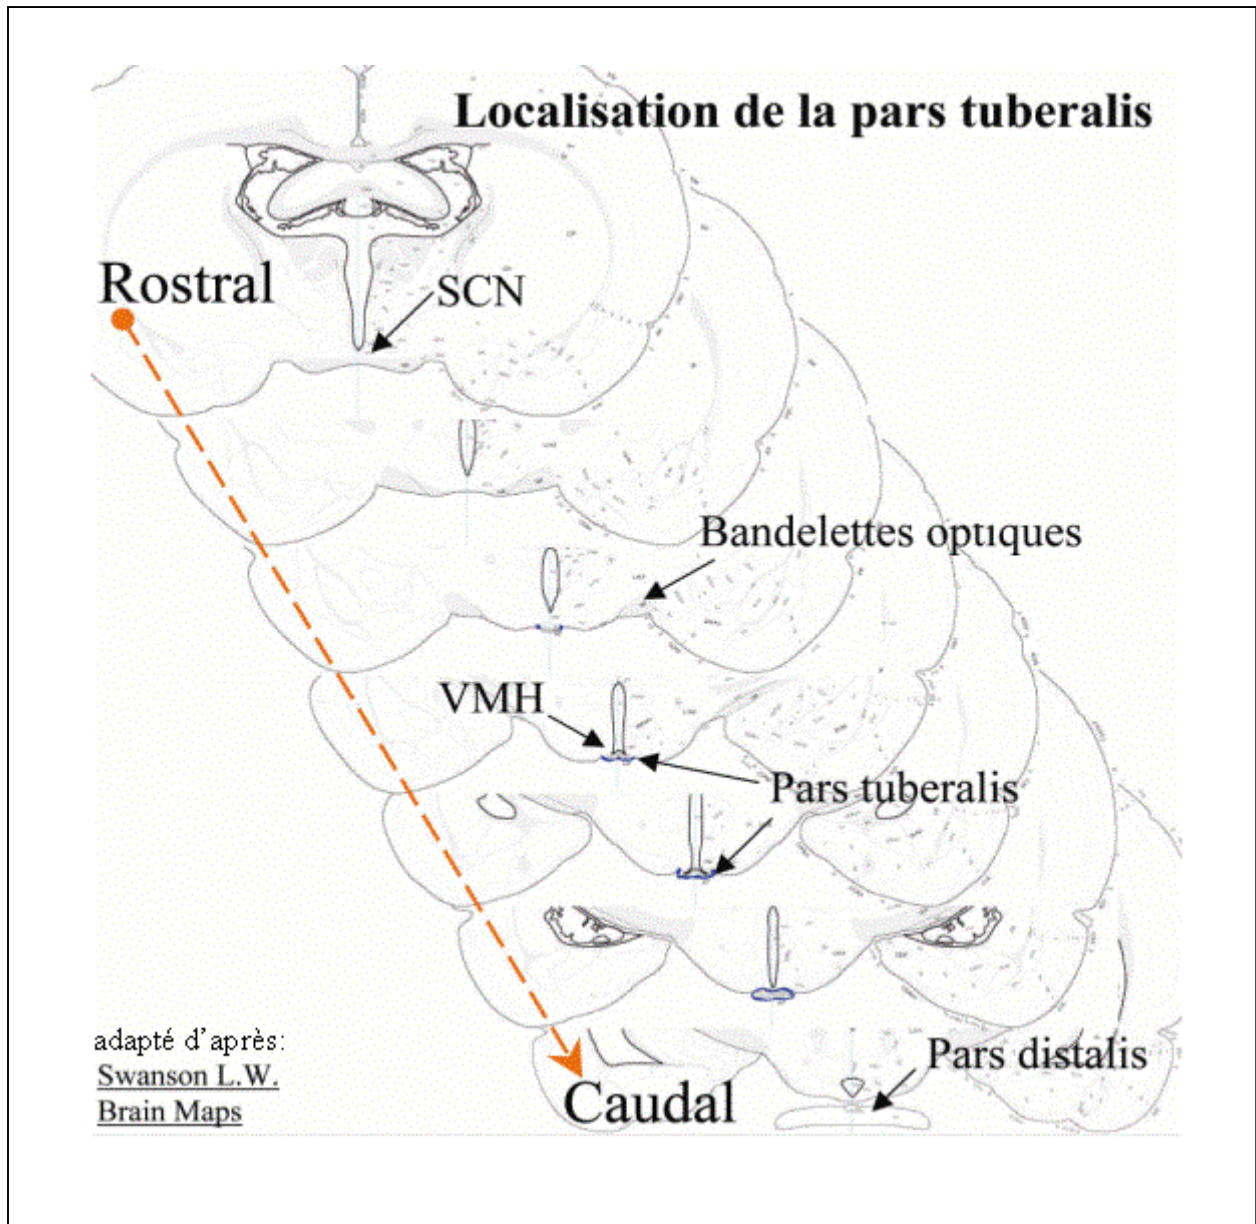 Localisation de la pars tuberalis
Rostral
SCN
Bandelettes optiques
VMH
Pars tuberalis
adapté d'après:
Swanson L.W.
Brain Maps
Pars distalis
Caudal